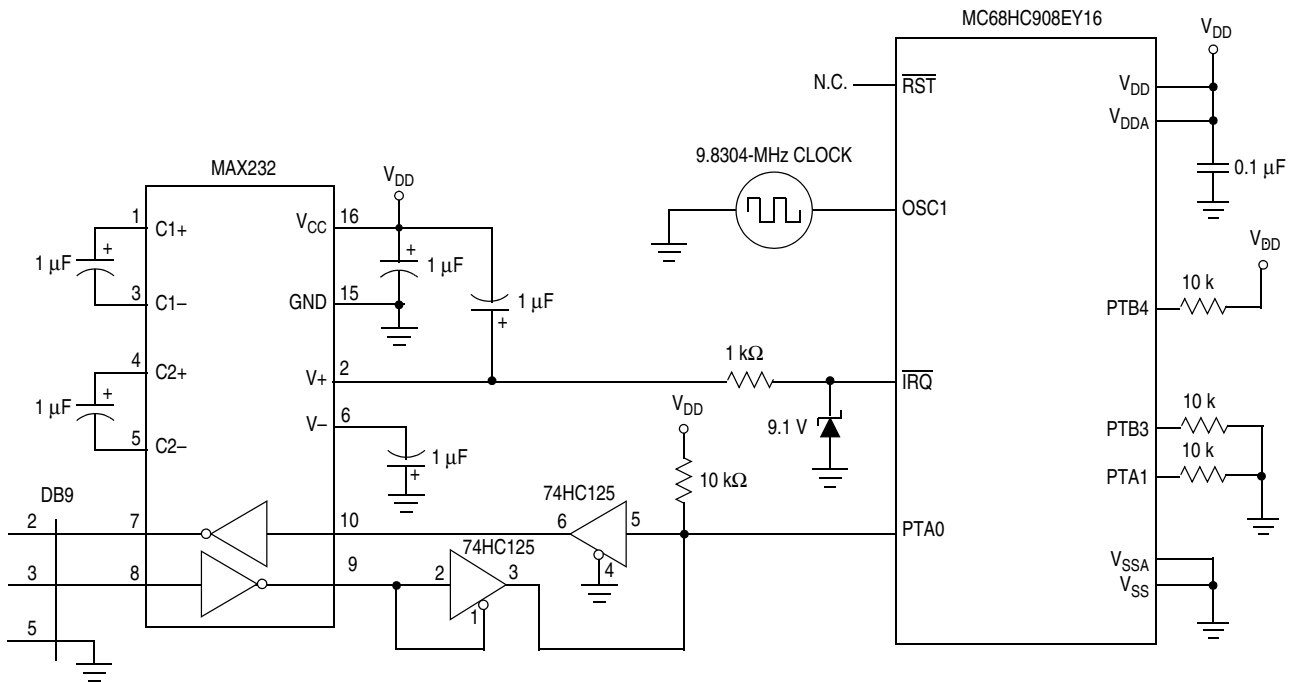 MC68HC908EY16
VDD
N.C.
RST
VDD
VDDA
9.8304-MHz CLOCK
0.1 µF
MAX232
VDD
OSC1
1
C1+
VCC
16
+
1 µF
+
1 µF
VDD
3
C1–
GND
15
1 µF
+
10 k
PTB4
4
C2+
1 kΩ
V+
2
IRQ
+
1 µF
VDD
10 k
V–
6
9.1 V
PTB3
5
C2–
1 µF
+
10 k
PTA1
10 kΩ
DB9
74HC125
2
7
10
6
5
PTA0
74HC125
4
3
8
9
2
3
VSSA
1
VSS
5